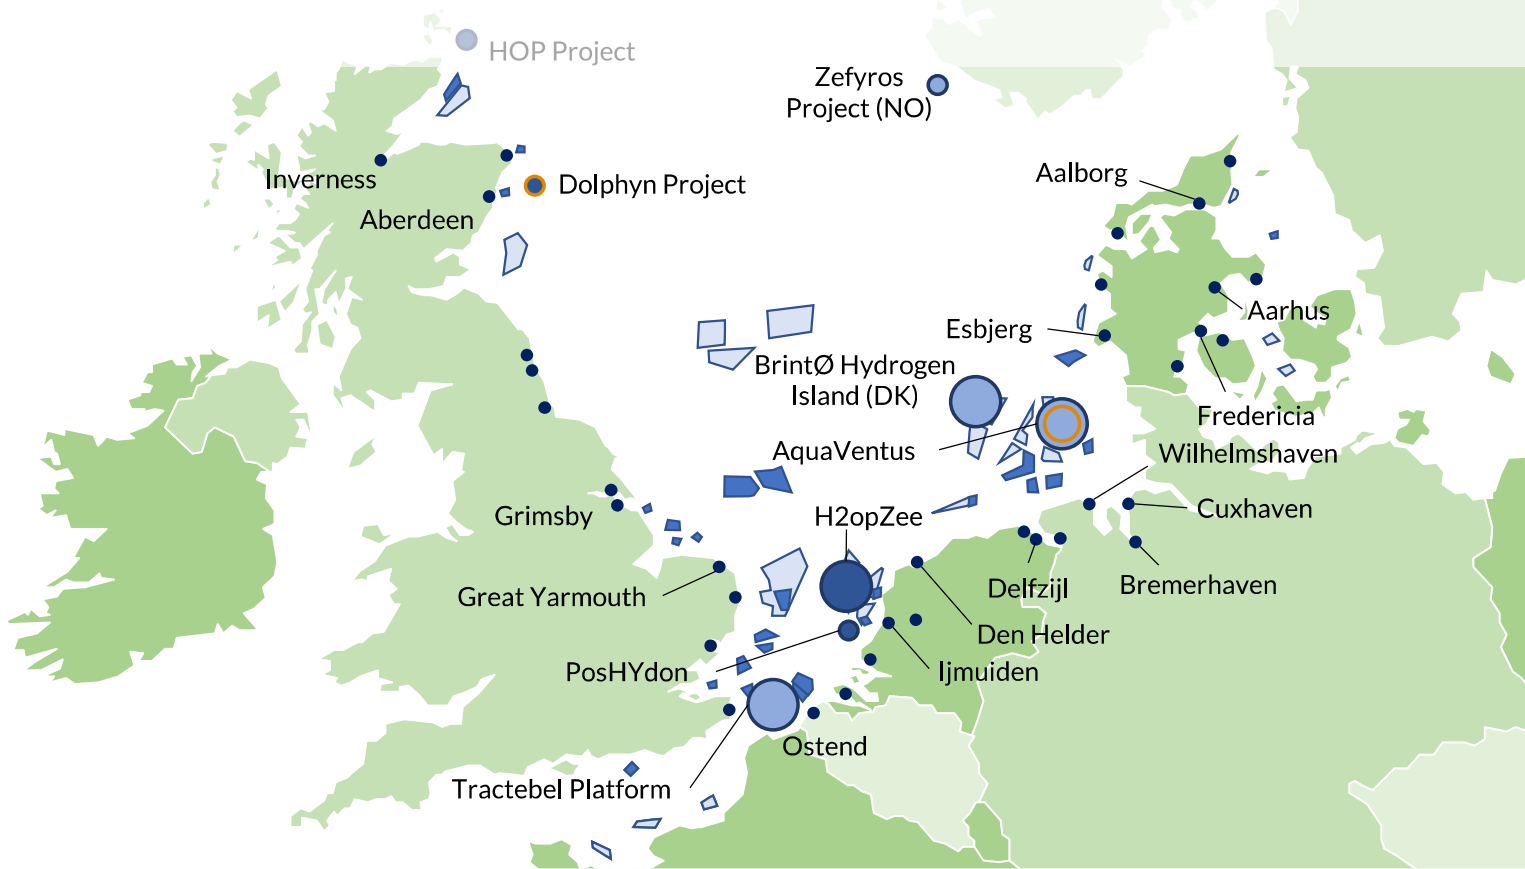 HOP Project
Zefyros
Project (NO)
Inverness
Dolphyn Project
Aalborg
Aberdeen
Aarhus
Esbjerg
BrintØ Hydrogen
Island (DK)
Fredericia
AquaVentus
Wilhelmshaven
Grimsby
H2opZee
Cuxhaven
Great Yarmouth
Delfzijl
Bremerhaven
Den Helder
PosHYdon
Ijmuiden
Ostend
Tractebel Platform